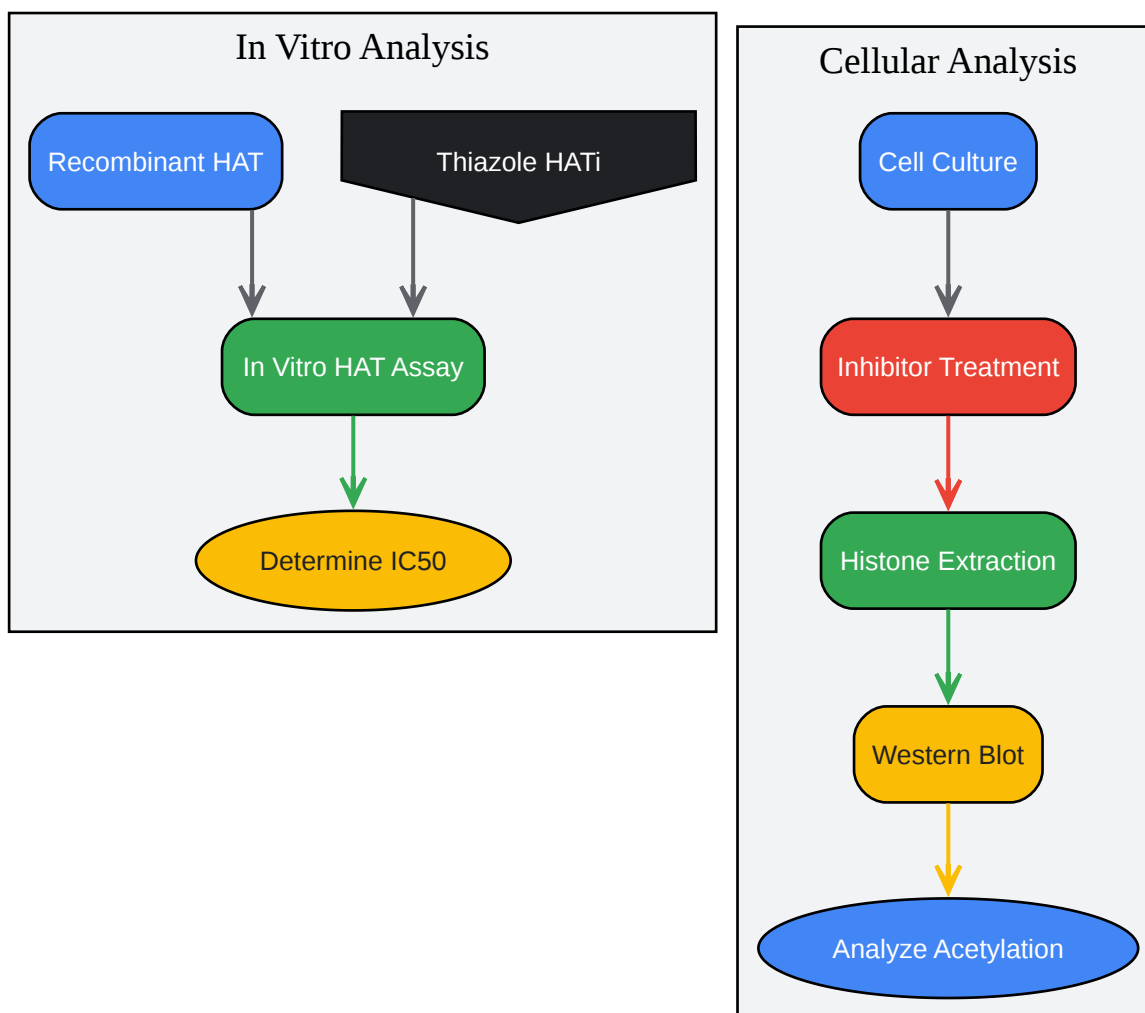 In Vitro Analysis
Recombinant HAT
Thiazole HATi
In Vitro HAT Assay
Determine IC50
Cellular Analysis
Cell Culture
Inhibitor Treatment
Histone Extraction
Western Blot
Analyze Acetylation